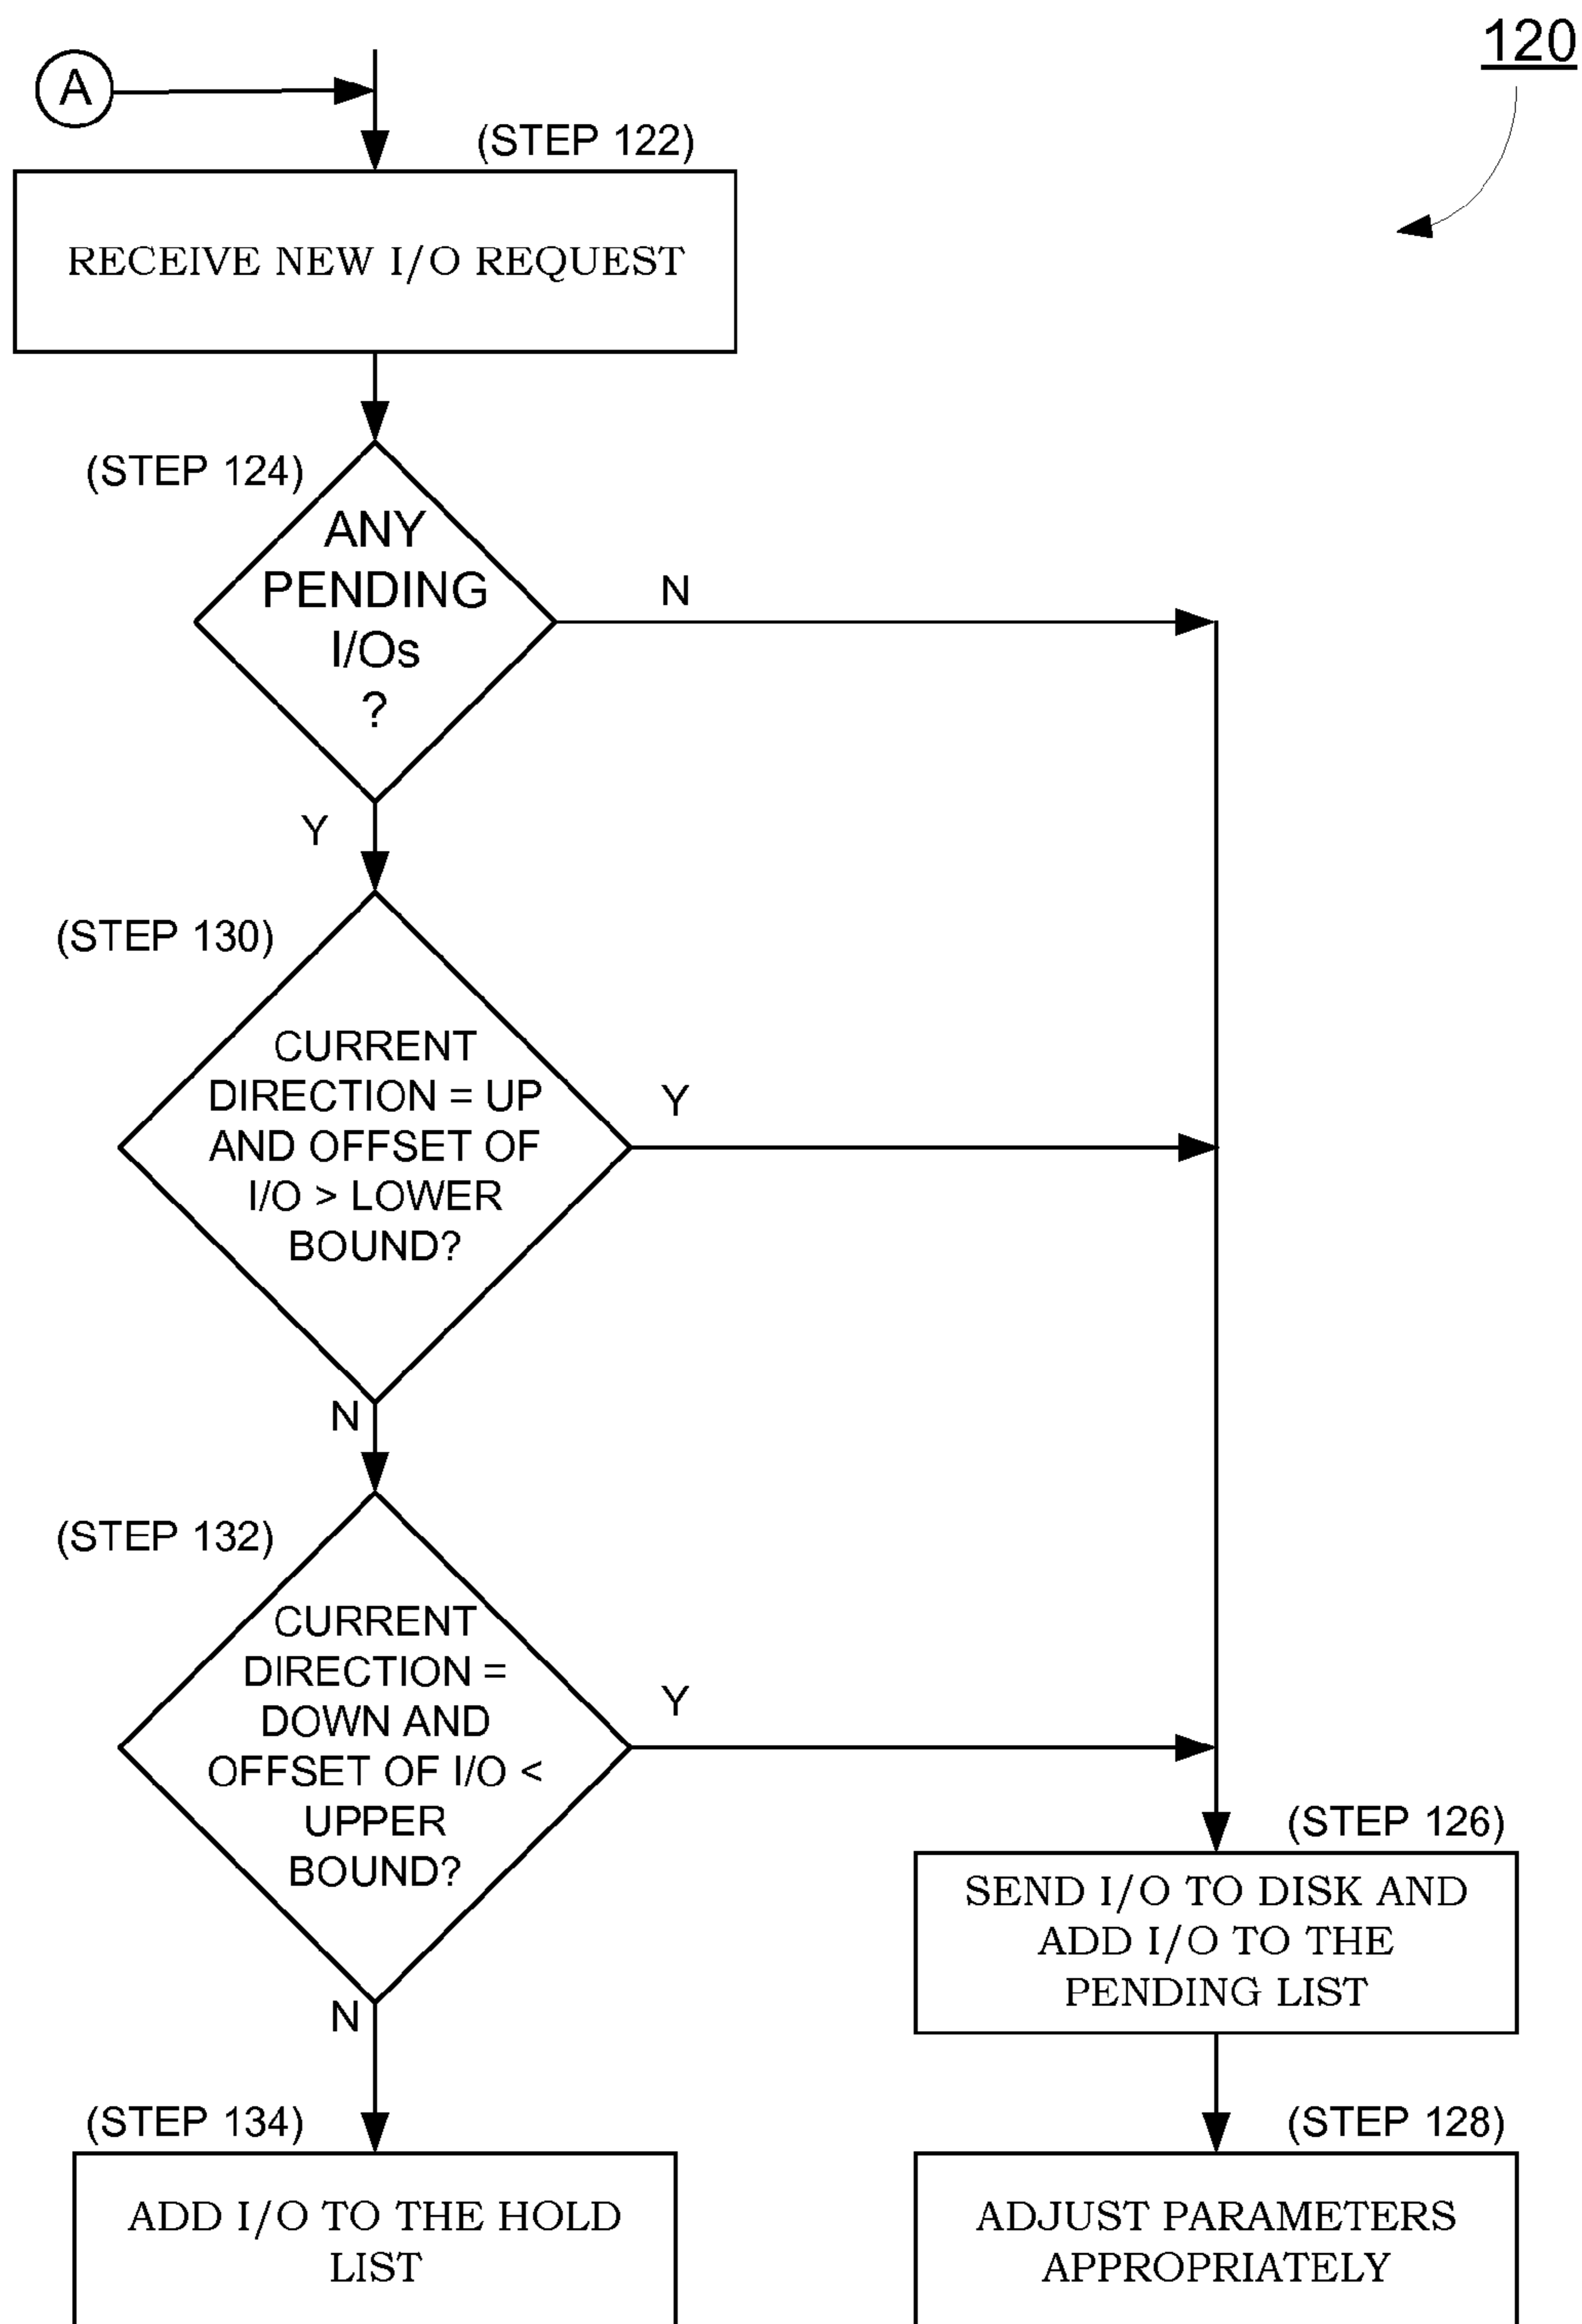 120
A
(STEP 122)
RECEIVE NEW I/O REQUEST
(STEP 124)
ANY
PENDING
I/Os
?
N
Y
(STEP 130)
CURRENT
DIRECTION = UP
AND OFFSET OF
I/O > LOWER
BOUND?
Y
N
(STEP 132)
CURRENT
DIRECTION =
DOWN AND
OFFSET OF I/O <
UPPER
BOUND?
Y
N
(STEP 126)
SEND I/O TO DISK AND
ADD I/O TO THE
PENDING LIST
(STEP 134)
ADD I/O TO THE HOLD
LIST
(STEP 128)
ADJUST PARAMETERS
APPROPRIATELY